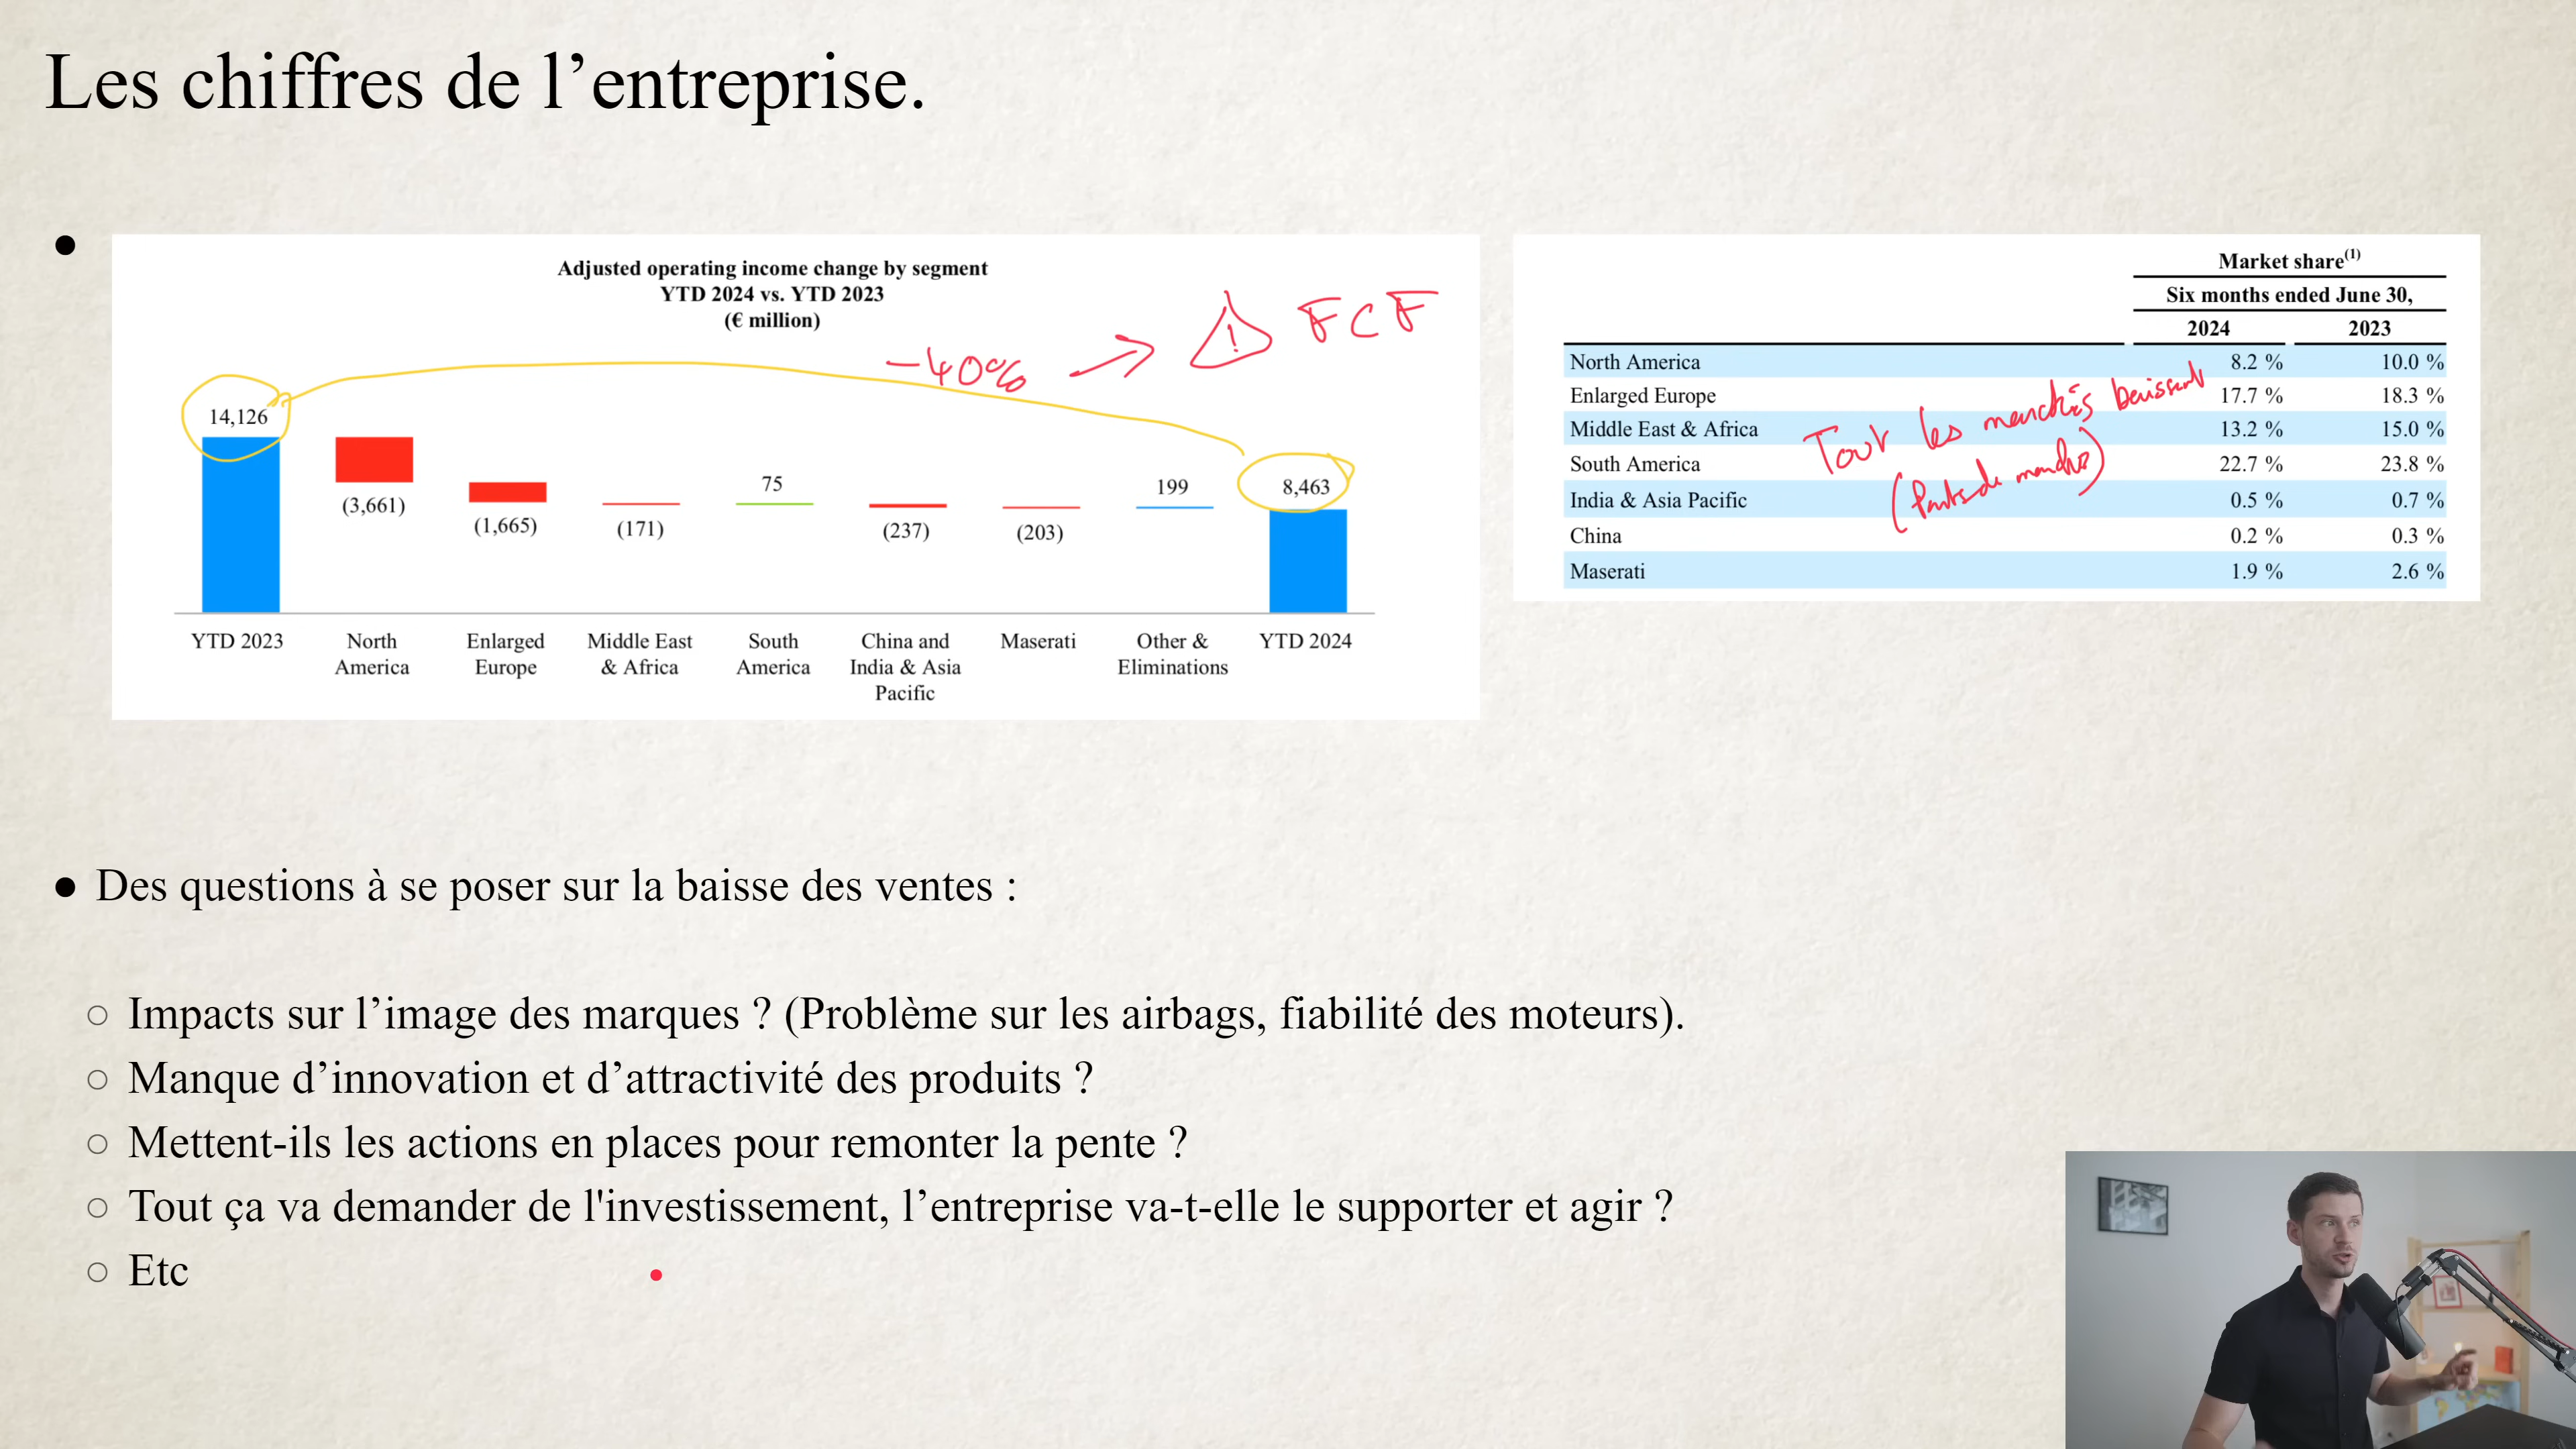 Les chiffres de l’entreprise.
Adjusted operating income change by segment
YTD 2024 vs. YTD 2023
(€ million)
-40% → ! FCF
14,126
(3,661)
(1,665)
(171)
75
(237)
(203)
199
8,463
YTD 2023
North
America
Enlarged
Europe
Middle East
& Africa
South
America
China and
India & Asia
Pacific
Maserati
Other &
Eliminations
YTD 2024
Market share(1)
Six months ended June 30,
2024 2023
North America 8.2 % 10.0 %
Enlarged Europe 17.7 % 18.3 %
Middle East & Africa 13.2 % 15.0 %
South America 22.7 % 23.8 %
India & Asia Pacific 0.5 % 0.7 %
China 0.2 % 0.3 %
Maserati 1.9 % 2.6 %
Tout les marchés baissent
(Parts de marché)
● Des questions à se poser sur la baisse des ventes :
○ Impacts sur l’image des marques ? (Problème sur les airbags, fiabilité des moteurs).
○ Manque d’innovation et d’attractivité des produits ?
○ Mettent-ils les actions en places pour remonter la pente ?
○ Tout ça va demander de l'investissement, l’entreprise va-t-elle le supporter et agir ?
○ Etc